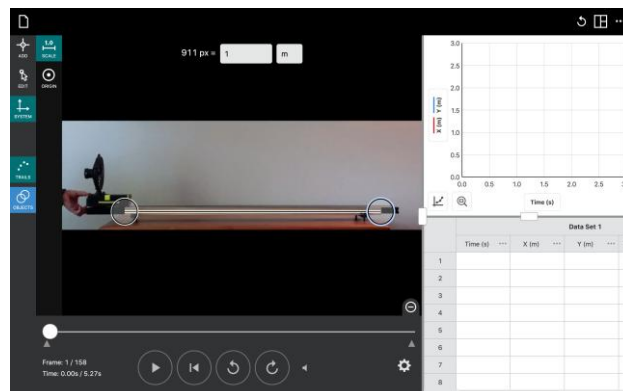 ADD
1.0
SCALE
EDIT
ORIGIN
SYSTEM
TRAILS
OBJECTS
911 px = 1 m
Frame: 1 / 158
Time: 0.00s / 5.27s
3.0
2.5
2.0
1.5
1.0
0.5
0.0
Y (m)
X (m)
0.0 0.5 1.0 1.5 2.0 2.5
Time (s)
Data Set 1
Time (s) ... X (m) ... Y (m) ...
1
2
3
4
5
6
7
8